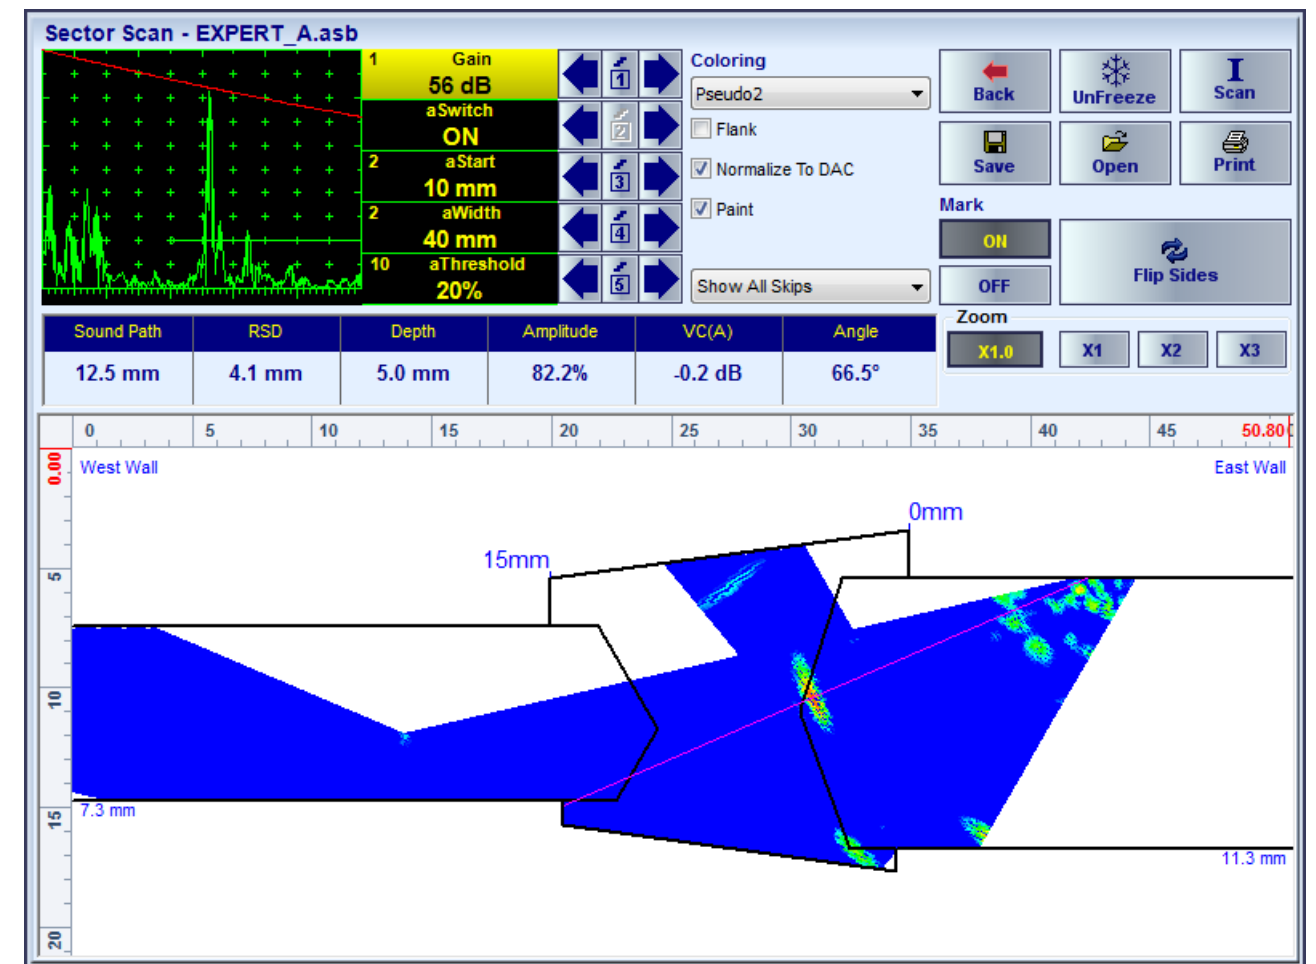 Sector Scan - EXPERT_A.asb
1 Gain
56 dB
aSwitch
ON
2 aStart
10 mm
2 aWidth
40 mm
10 aThreshold
20%
1
2
3
4
5
Coloring
Pseudo2
Flank
Normalize To DAC
Paint
Show All Skips
Back
UnFreeze
I
Scan
Save
Open
Print
Mark
ON
OFF
Flip Sides
Zoom
X1.0 X1 X2 X3
Sound Path RSD Depth Amplitude VC(A) Angle
12.5 mm 4.1 mm 5.0 mm 82.2% -0.2 dB 66.5°
0 5 10 15 20 25 30 35 40 45 50.80
0.00
West Wall East Wall
0mm
15mm
5
10
7.3 mm
15
11.3 mm
20